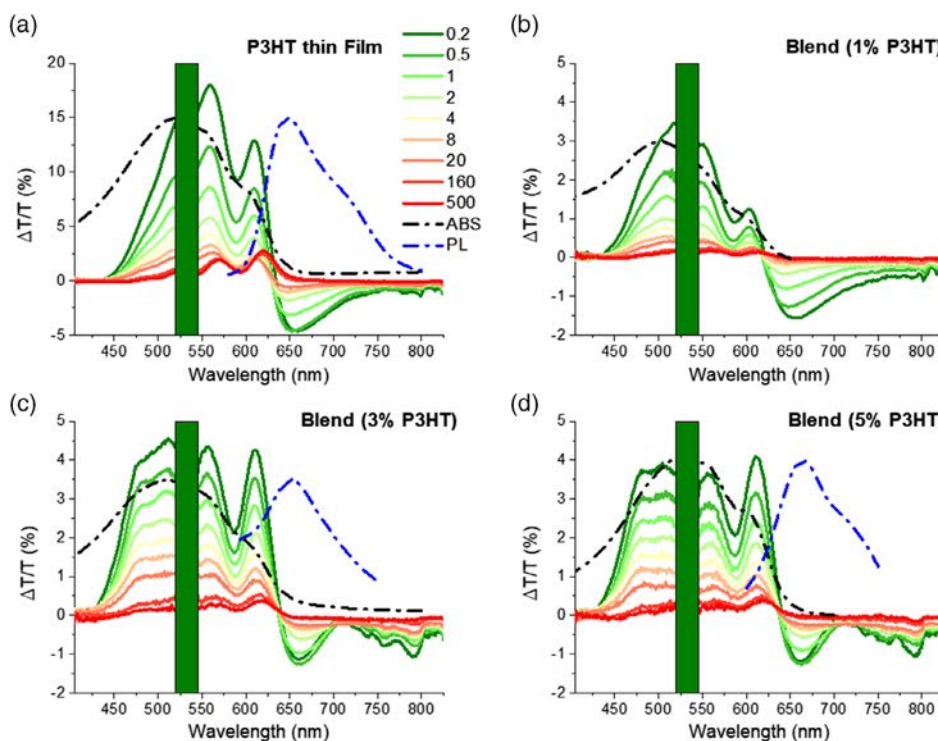 (a)
P3HT thin Film
ΔT/T (%)
20
15
10
5
0
-5
450 500 550 600 650 700 750 800
Wavelength (nm)
0.2
0.5
1
2
4
8
20
160
500
ABS
PL
(b)
Blend (1% P3HT)
ΔT/T (%)
5
4
3
2
1
0
-1
-2
450 500 550 600 650 700 750 800
Wavelength (nm)
(c)
Blend (3% P3HT)
ΔT/T (%)
5
4
3
2
1
0
-1
-2
450 500 550 600 650 700 750 800
Wavelength (nm)
(d)
Blend (5% P3HT
ΔT/T (%)
5
4
3
2
1
0
-1
-2
450 500 550 600 650 700 750 800
Wavelength (nm)